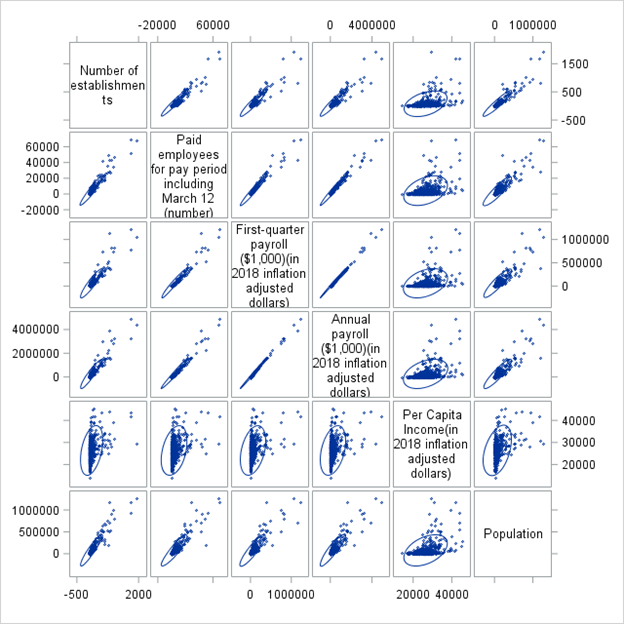 -20000 60000 0 4000000 0 1000000
Number of
establishmen
ts
1500
500
-500
60000
40000
20000
0
-20000
Paid
employees
for pay period
including
March 12
(number)
First-quarter
payroll
($1,000)(in
2018 inflation
adjusted
dollars)
1000000
500000
0
4000000
2000000
0
Annual
payroll
($1,000)(in
2018 inflation
adjusted
dollars)
Per Capita
Income(in
2018 inflation
adjusted
dollars)
40000
30000
20000
1000000
500000
0
Population
-500 2000 0 1000000 20000 40000